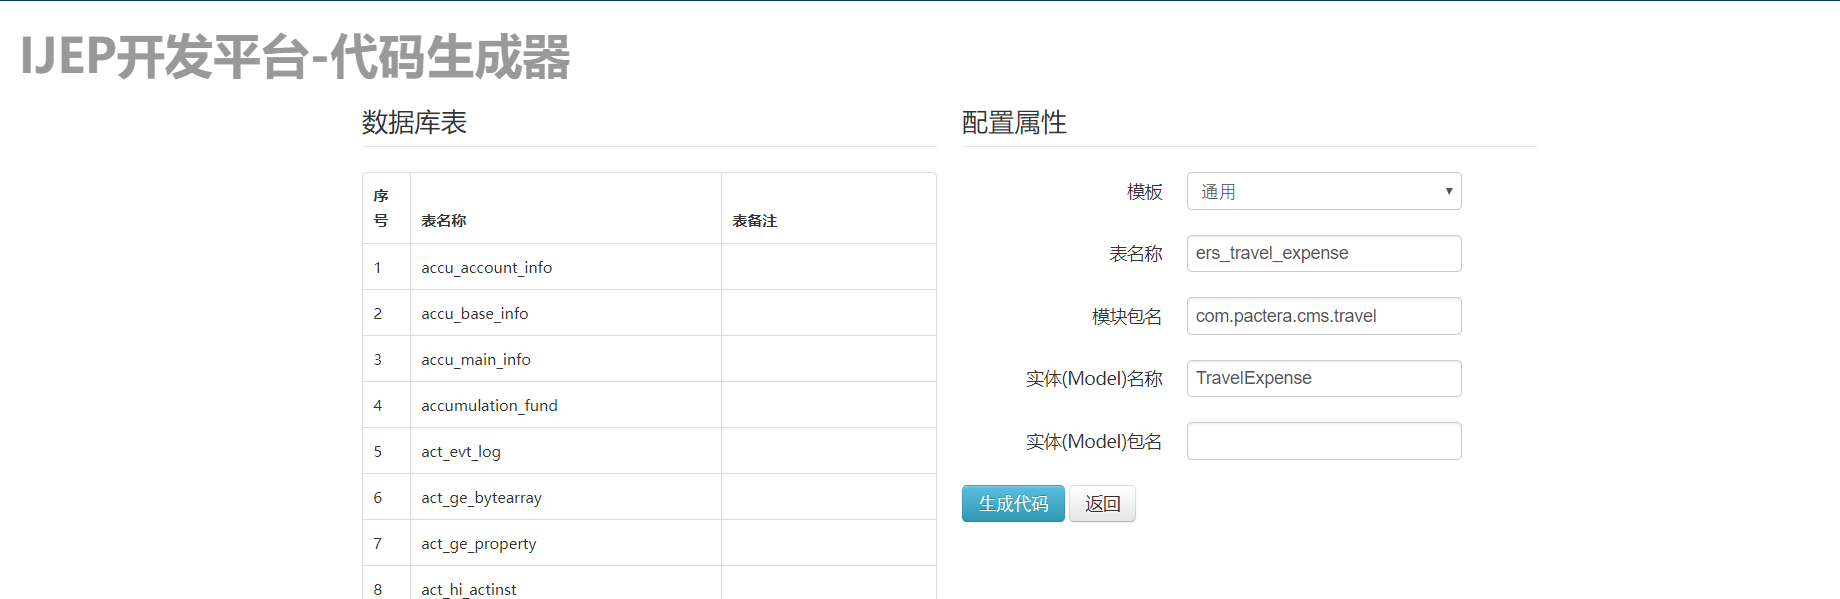 IJEP开发平台-代码生成器
数据库表
序号 表名称 表备注
1 accu_account_info
2 accu_base_info
3 accu_main_info
4 accumulation_fund
5 act_evt_log
6 act_ge_bytearray
7 act_ge_property
8 act_hi_actinst
配置属性
模板 通用
表名称 ers_travel_expense
模块包名 com.pactera.cms.travel
实体(Model)名称 TravelExpense
实体(Model)包名
生成代码 返回